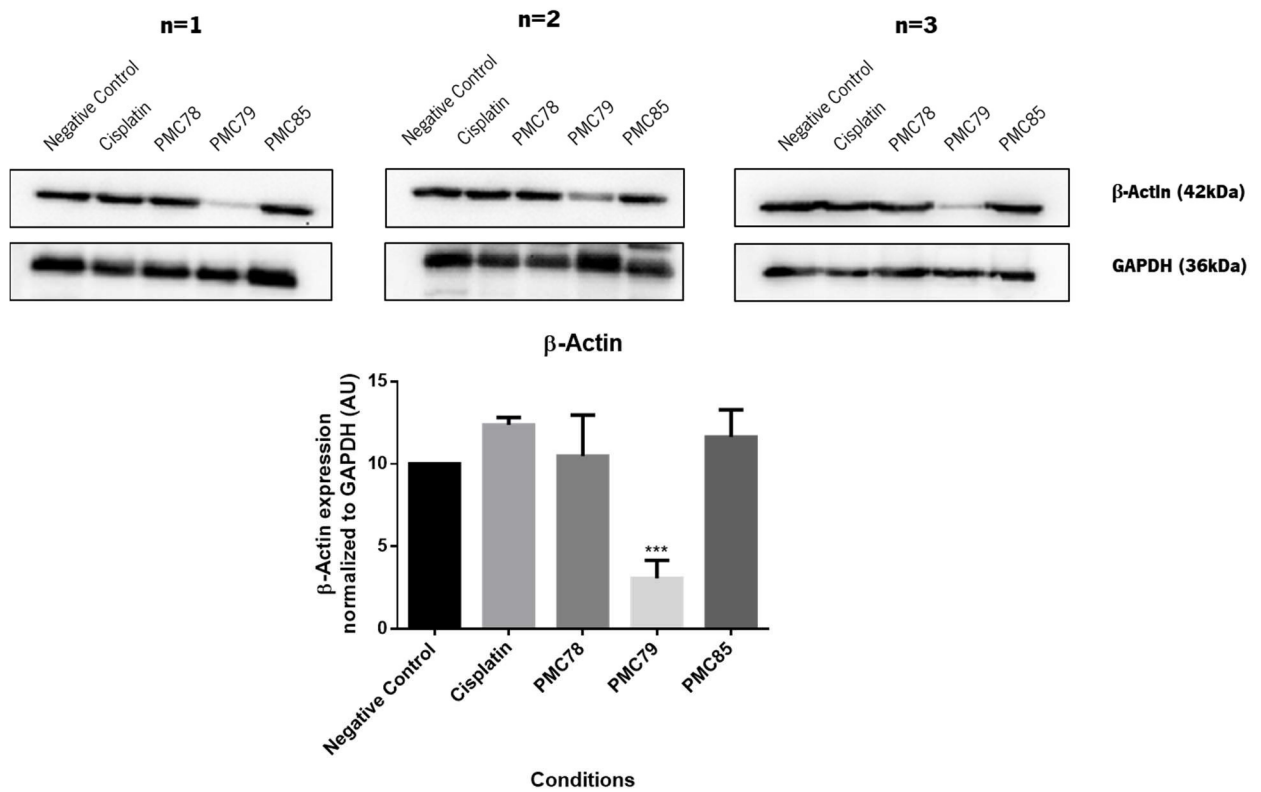 n=1
n=2
n=3
Negative Control
Cisplatin
PMC78
PMC79
PMC85
Negative Control
Cisplatin
PMC78
PMC79
PMC85
Negative Control
Cisplatin
PMC78
PMC79
PMC85
β-Actin (42kDa)
GAPDH (36kDa)
β-Actin
β-Actin expression
normalized to GAPDH (AU)
15
10
5
0
***
Negative Control
Cisplatin
PMC78
PMC79
PMC85
Conditions